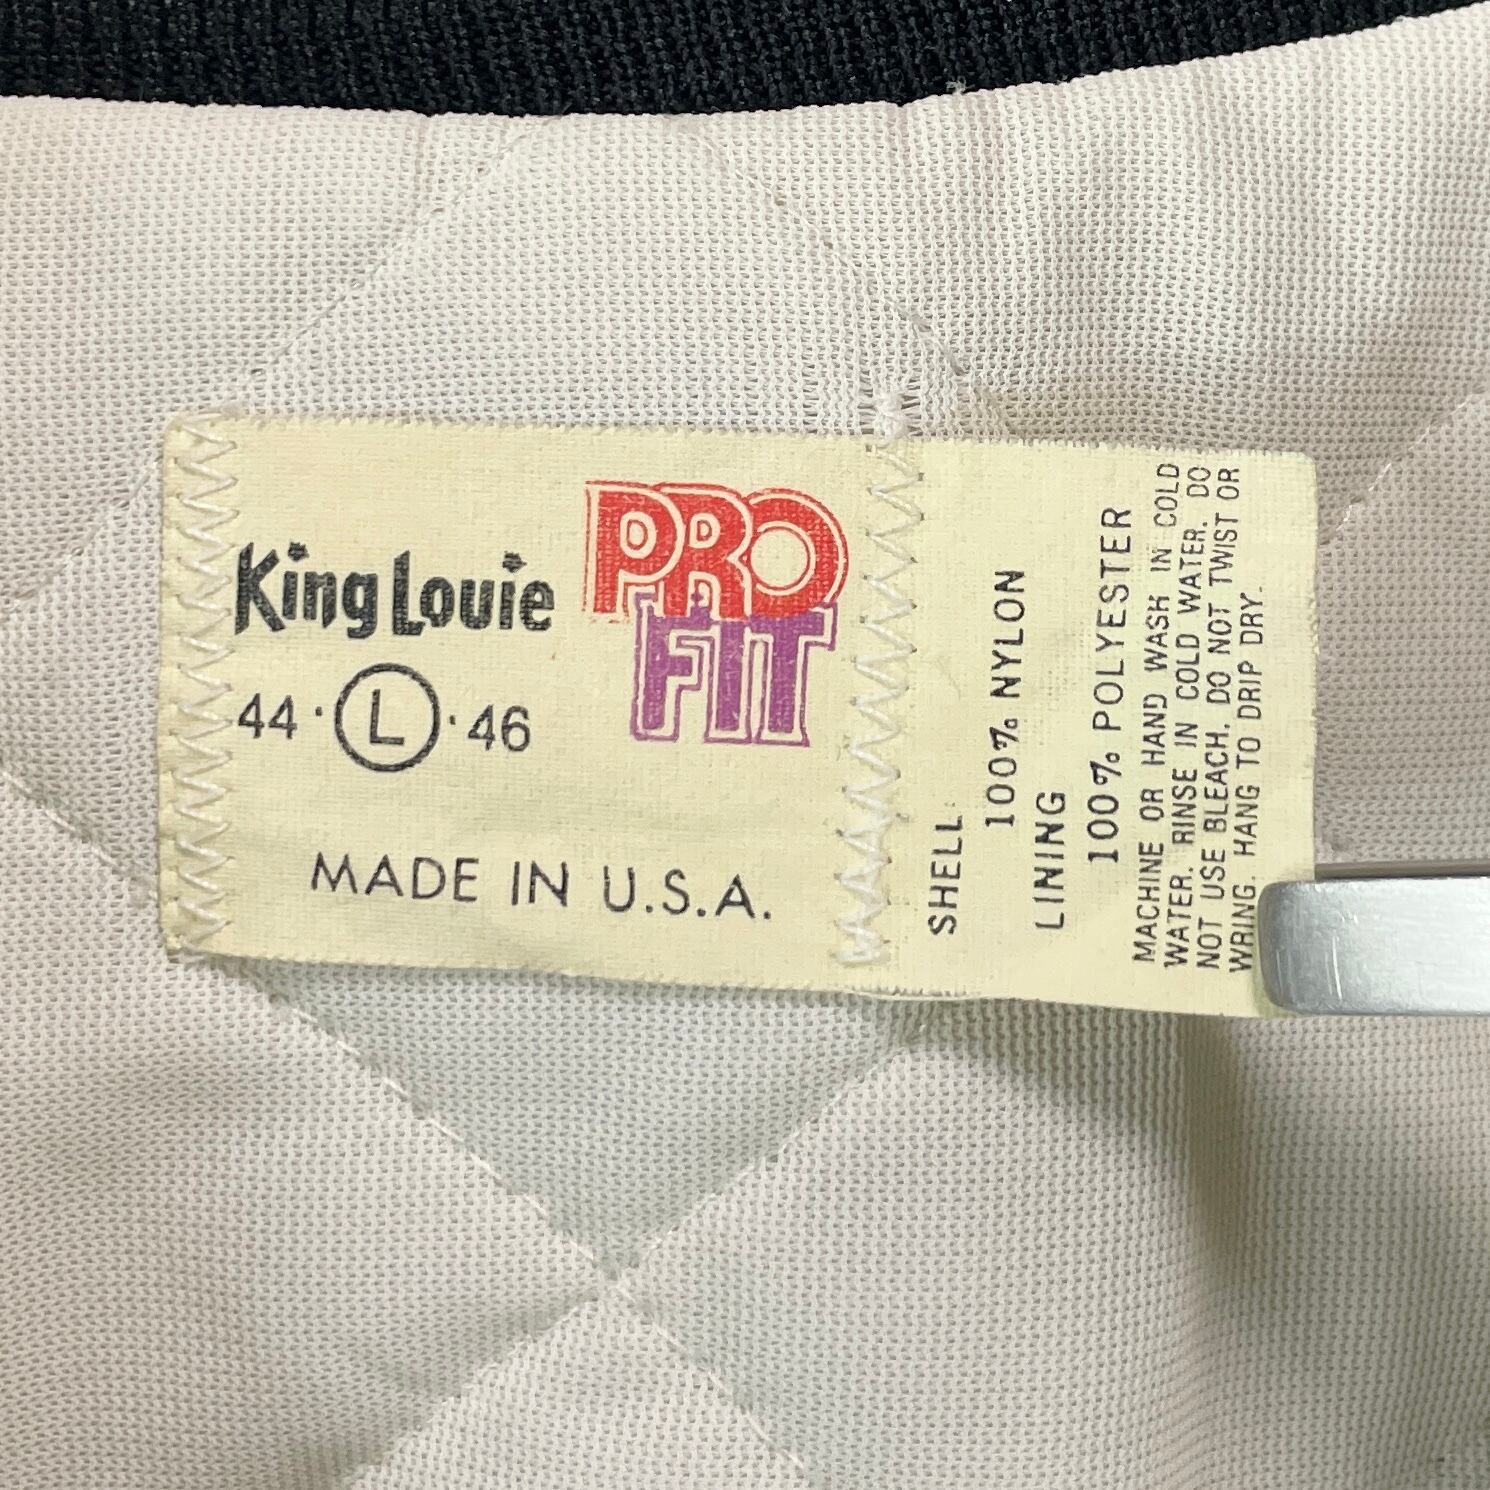 King Louie
PRO
FIT
44 · L · 46
MADE IN U.S.A.
SHELL
100% NYLON
LINING
100% POLYESTER
MACHINE OR HAND WASH IN COLD
WATER. RINSE IN COLD WATER. DO
NOT USE BLEACH. DO NOT TWIST OR
WRING. HANG TO DRIP DRY.